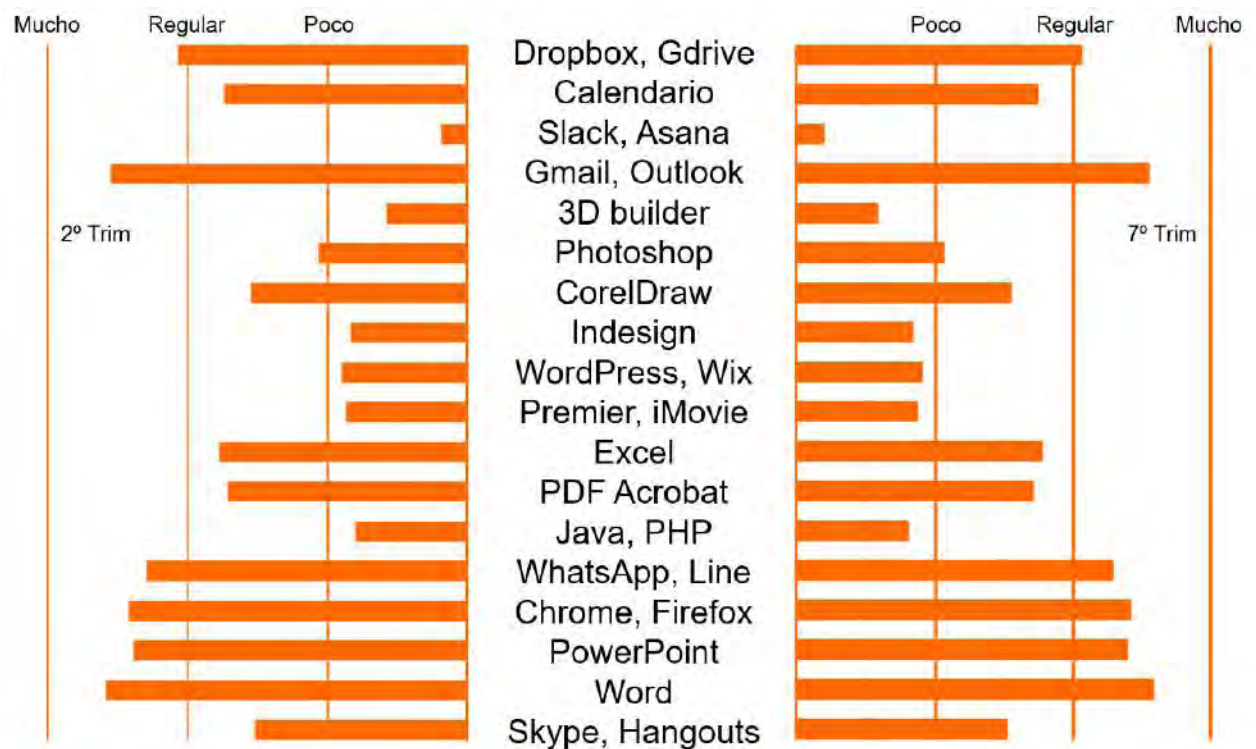 Mucho Regular Poco Poco Regular Mucho
Dropbox, Gdrive
Calendario
Slack, Asana
Gmail, Outlook
3D builder
2º Trim 7º Trim
Photoshop
CorelDraw
Indesign
WordPress, Wix
Premier, iMovie
Excel
PDF Acrobat
Java, PHP
WhatsApp, Line
Chrome, Firefox
PowerPoint
Word
Skype, Hangouts